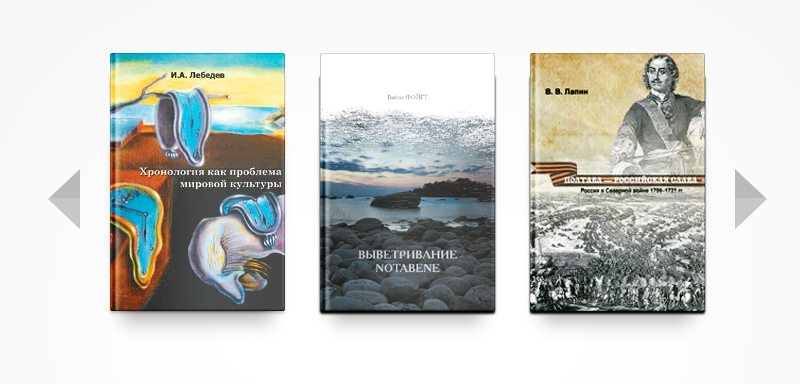 И.А. Лебедев
Хронология как проблема
мировой культуры
ФОЙГТ
ВЫВЕТРИВАНИЕ
NOTABENE
В. В. Лапин
ПОЛТАВА — РОССИЙСКАЯ СЛАВА
Россия в Северной войне 1700–1721 гг.